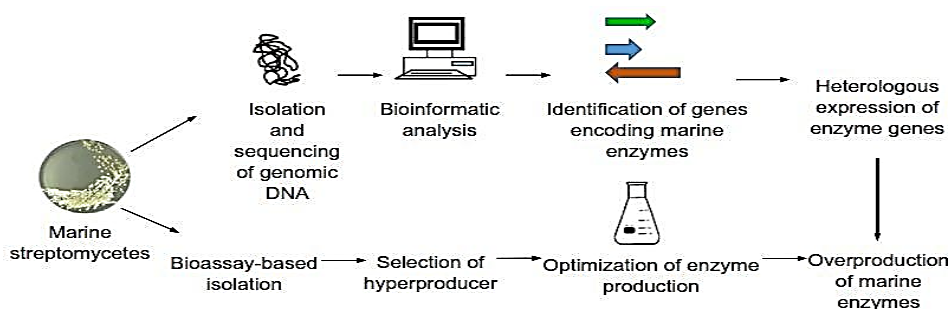 Isolation
and
sequencing
of genomic
DNA
Bioinformatic
analysis
Identification of genes
encoding marine
enzymes
Heterologous
expression of
enzyme genes
Marine
streptomycetes
Bioassay-based
isolation
Selection of
hyperproducer
Optimization of enzyme
production
Overproduction
of marine
enzymes